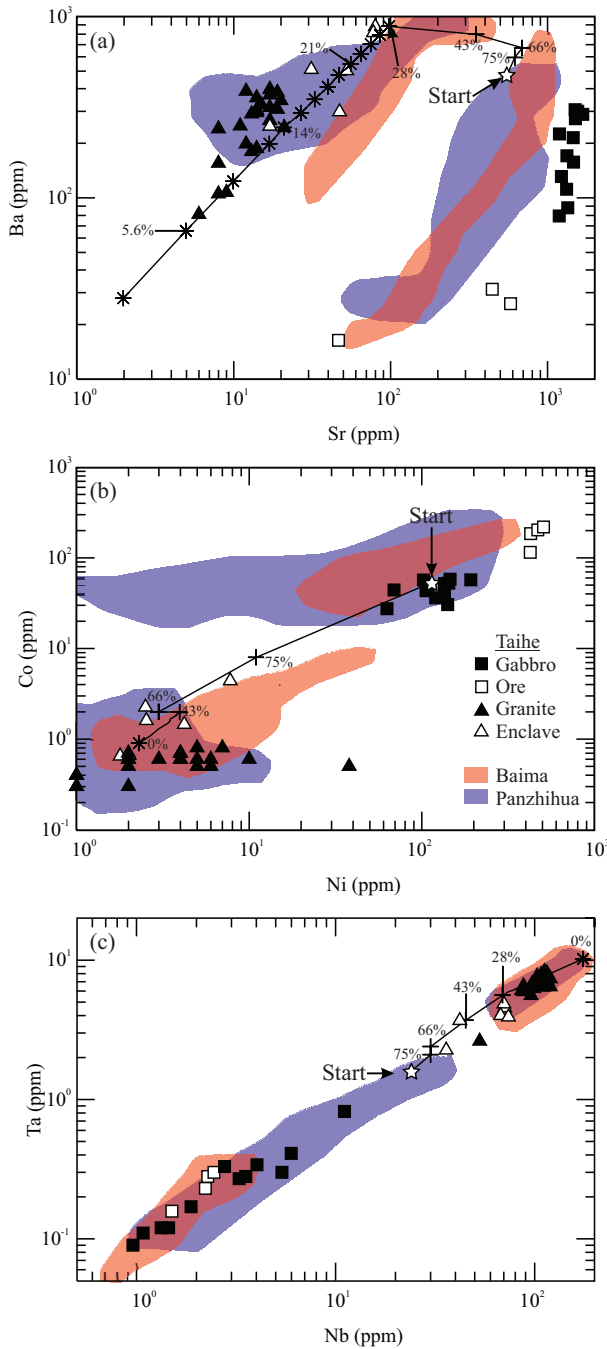 (a)
10³
10²
10¹
Ba (ppm)
21%
28%
43%
66%
75%
Start
14%
5.6%
10⁰ 10¹ 10² 10³
Sr (ppm)
(b)
10³
10²
10¹
10⁰
10⁻¹
Co (ppm)
Start
75%
66%
43%
0%
Taihe
Gabbro
Ore
Granite
Enclave
Baima
Panzhihua
10⁰ 10¹ 10² 10³
Ni (ppm)
(c)
10¹
10⁰
10⁻¹
Ta (ppm)
0%
28%
43%
66%
75%
Start
10⁰ 10¹ 10²
Nb (ppm)